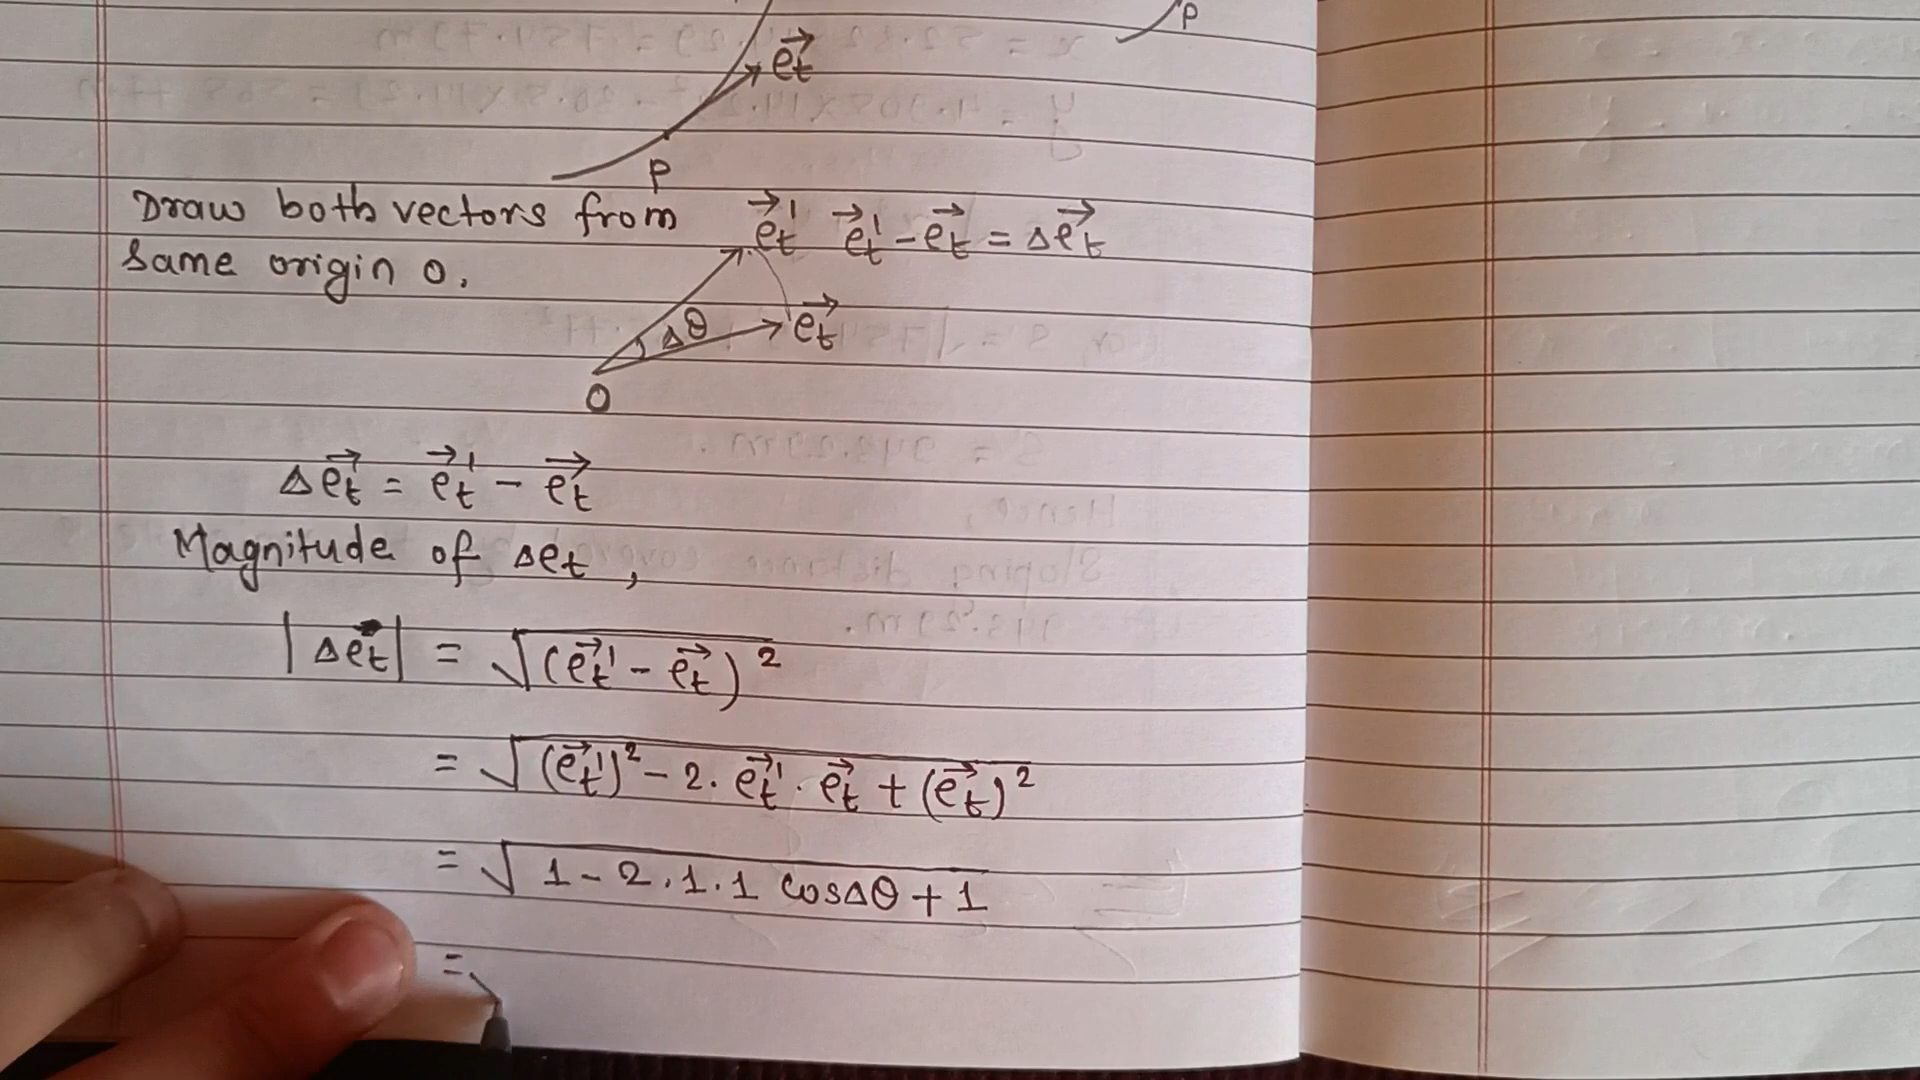 P
e⃗t
P
Draw both vectors from
same origin O.
e⃗t' e⃗t' - e⃗t = Δe⃗t
Δθ e⃗t
O
Δe⃗t = e⃗t' - e⃗t
Magnitude of Δet,
|Δe⃗t| = √(e⃗t' - e⃗t)²
= √(e⃗t')² - 2. e⃗t' . e⃗t + (e⃗t)²
= √1 - 2.1.1 cosΔθ + 1
=